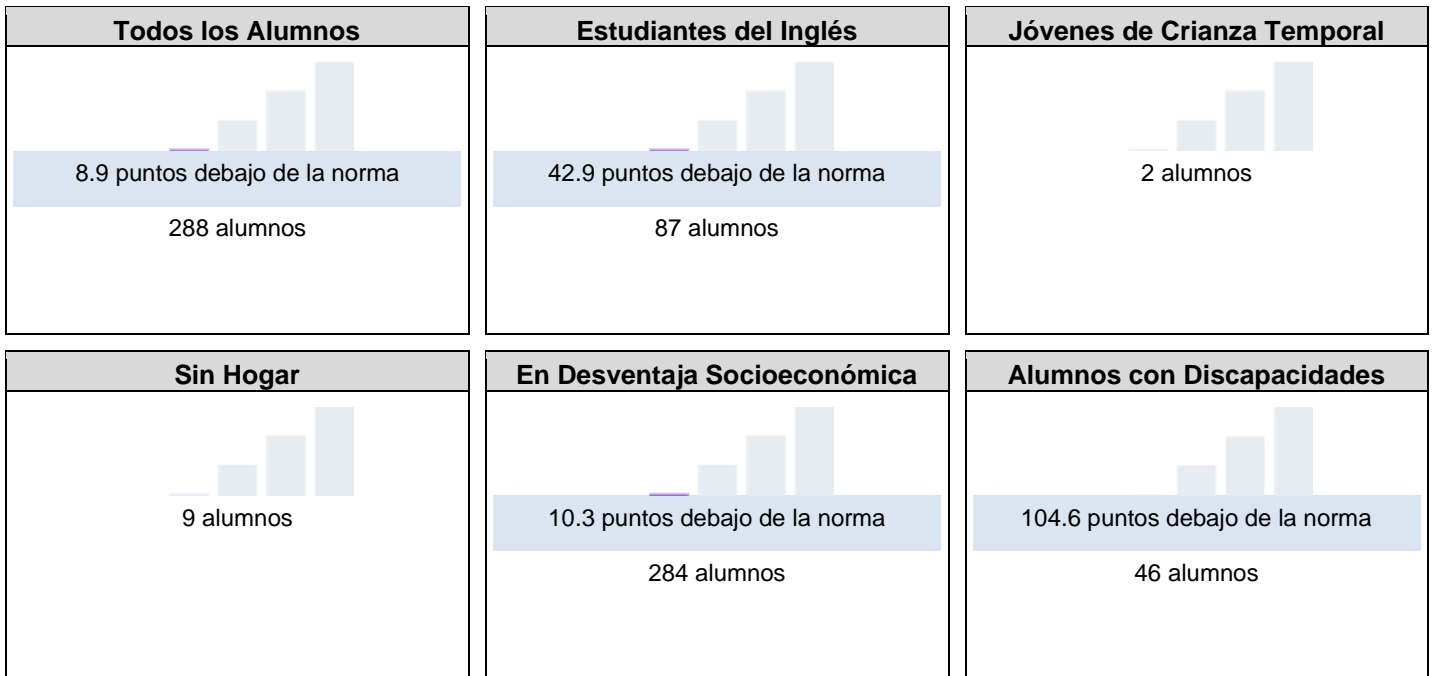 Todos los Alumnos
8.9 puntos debajo de la norma
288 alumnos
Estudiantes del Inglés
42.9 puntos debajo de la norma
87 alumnos
Jóvenes de Crianza Temporal
2 alumnos
Sin Hogar
9 alumnos
En Desventaja Socioeconómica
10.3 puntos debajo de la norma
284 alumnos
Alumnos con Discapacidades
104.6 puntos debajo de la norma
46 alumnos